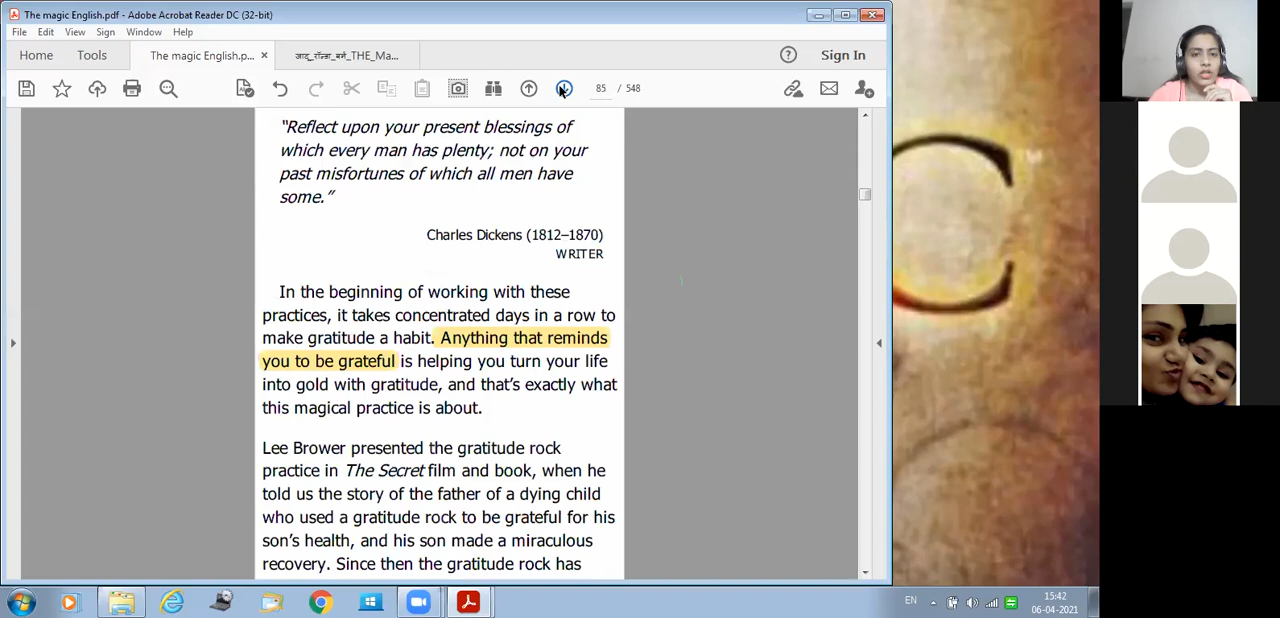 The magic English.pdf - Adobe Acrobat Reader DC (32-bit)
File Edit View Sign Window Help
Home Tools The magic English.p... × जादू_रॉन्डा_बर्न_THE_Ma... Sign In
85 / 548
“Reflect upon your present blessings of
which every man has plenty; not on your
past misfortunes of which all men have
some.”
Charles Dickens (1812–1870)
WRITER
In the beginning of working with these
practices, it takes concentrated days in a row to
make gratitude a habit. Anything that reminds
you to be grateful is helping you turn your life
into gold with gratitude, and that’s exactly what
this magical practice is about.
Lee Brower presented the gratitude rock
practice in The Secret film and book, when he
told us the story of the father of a dying child
who used a gratitude rock to be grateful for his
son’s health, and his son made a miraculous
recovery. Since then the gratitude rock has
EN
15:42
06-04-2021